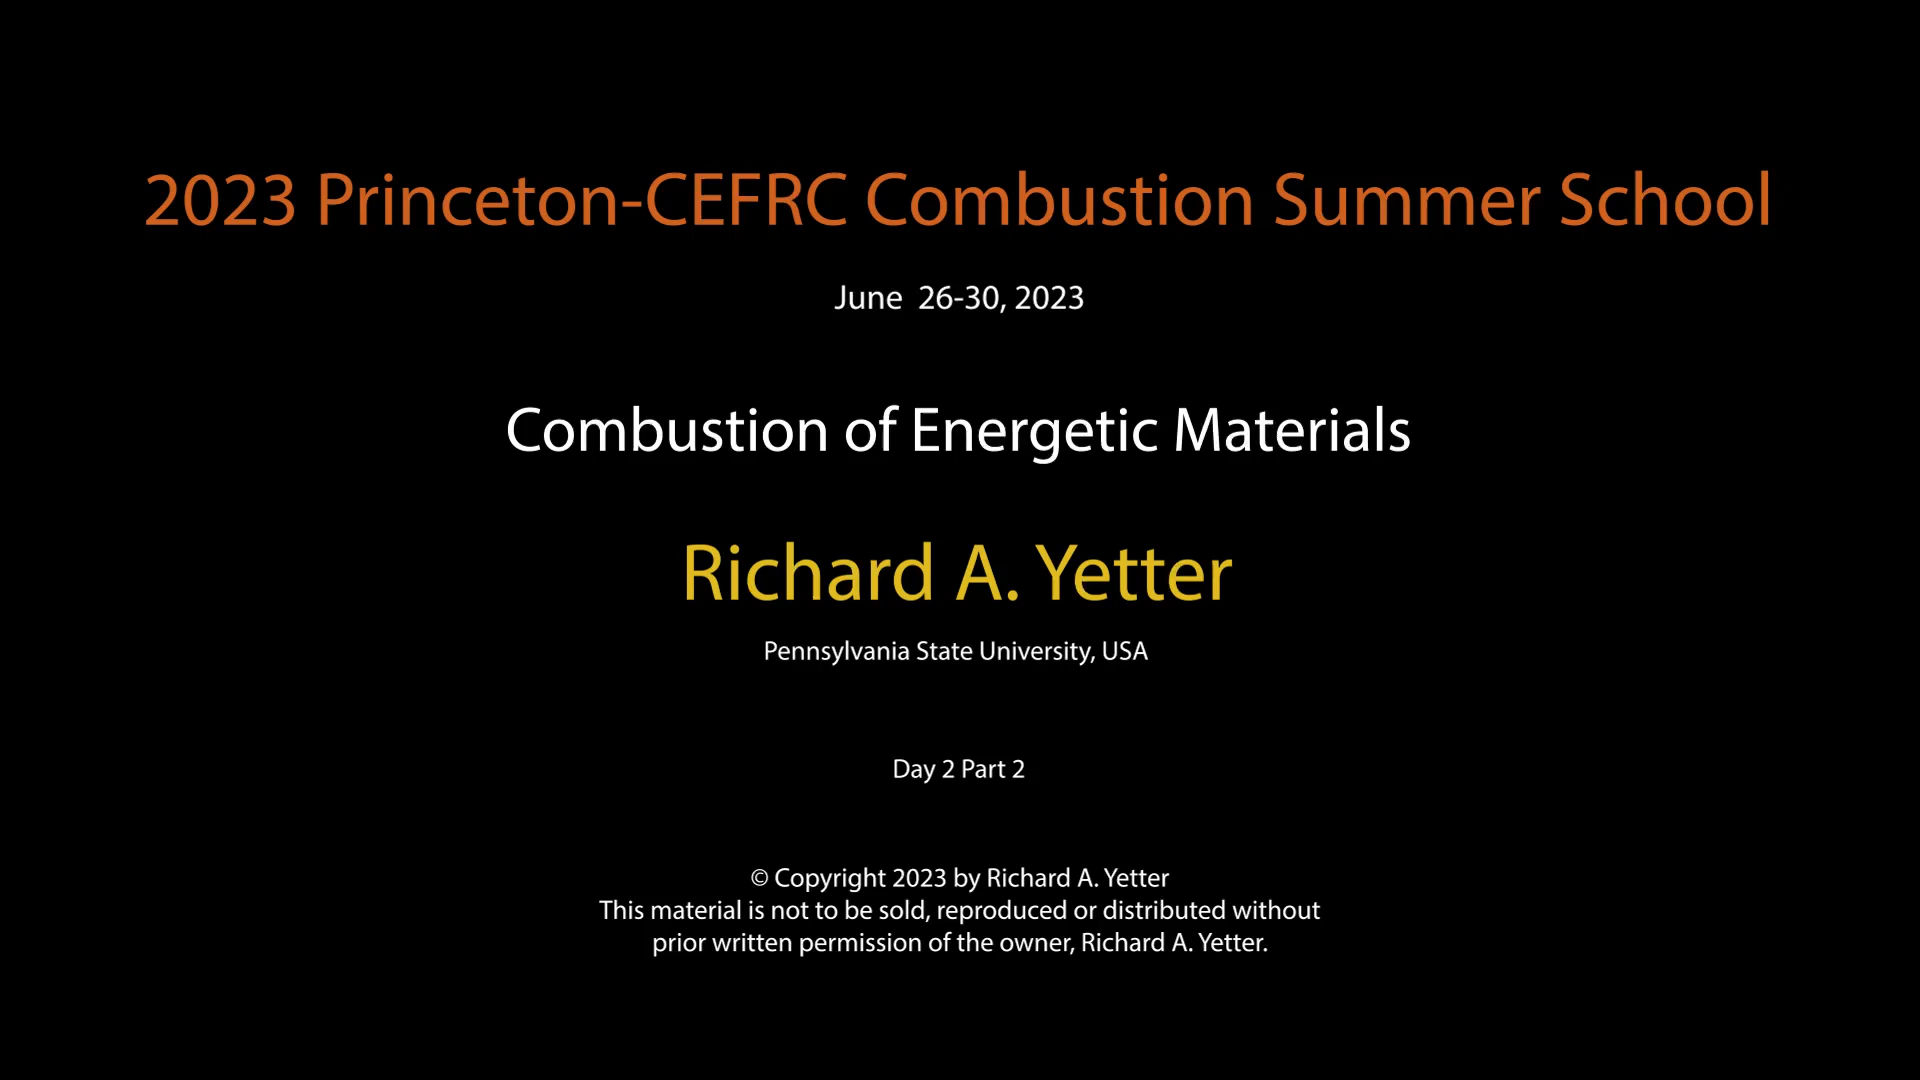 2023 Princeton-CEFRC Combustion Summer School
June 26-30, 2023
Combustion of Energetic Materials
Richard A. Yetter
Pennsylvania State University, USA
Day 2 Part 2
© Copyright 2023 by Richard A. Yetter
This material is not to be sold, reproduced or distributed without
prior written permission of the owner, Richard A. Yetter.